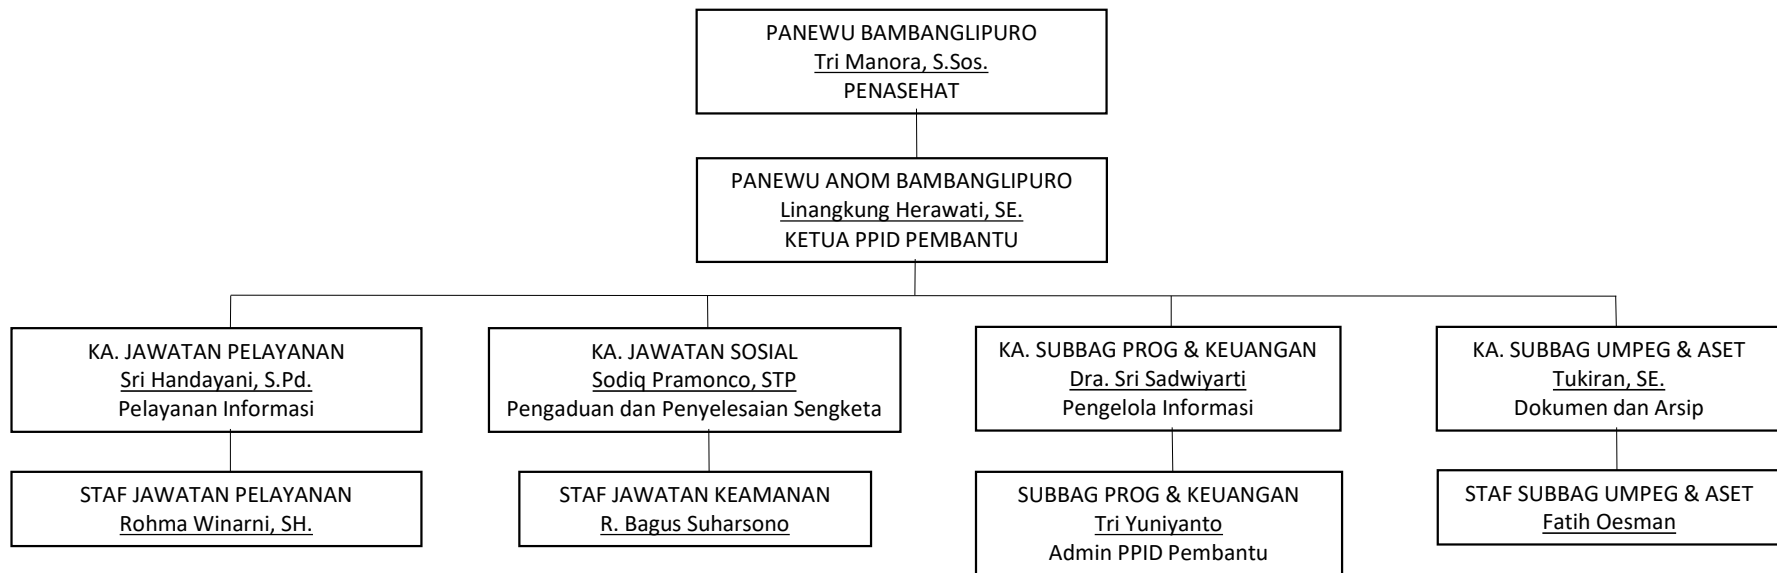 PANEWU BAMBANGLIPURO
Tri Manora, S.Sos.
PENASEHAT
PANEWU ANOM BAMBANGLIPURO
Linangkung Herawati, SE.
KETUA PPID PEMBANTU
KA. JAWATAN PELAYANAN
Sri Handayani, S.Pd.
Pelayanan Informasi
KA. JAWATAN SOSIAL
Sodiq Pramonco, STP
Pengaduan dan Penyelesaian Sengketa
KA. SUBBAG PROG & KEUANGAN
Dra. Sri Sadwiyarti
Pengelola Informasi
KA. SUBBAG UMPEG & ASET
Tukiran, SE.
Dokumen dan Arsip
STAF JAWATAN PELAYANAN
Rohma Winarni, SH.
STAF JAWATAN KEAMANAN
R. Bagus Suharsono
SUBBAG PROG & KEUANGAN
Tri Yuniyanto
Admin PPID Pembantu
STAF SUBBAG UMPEG & ASET
Fatih Oesman